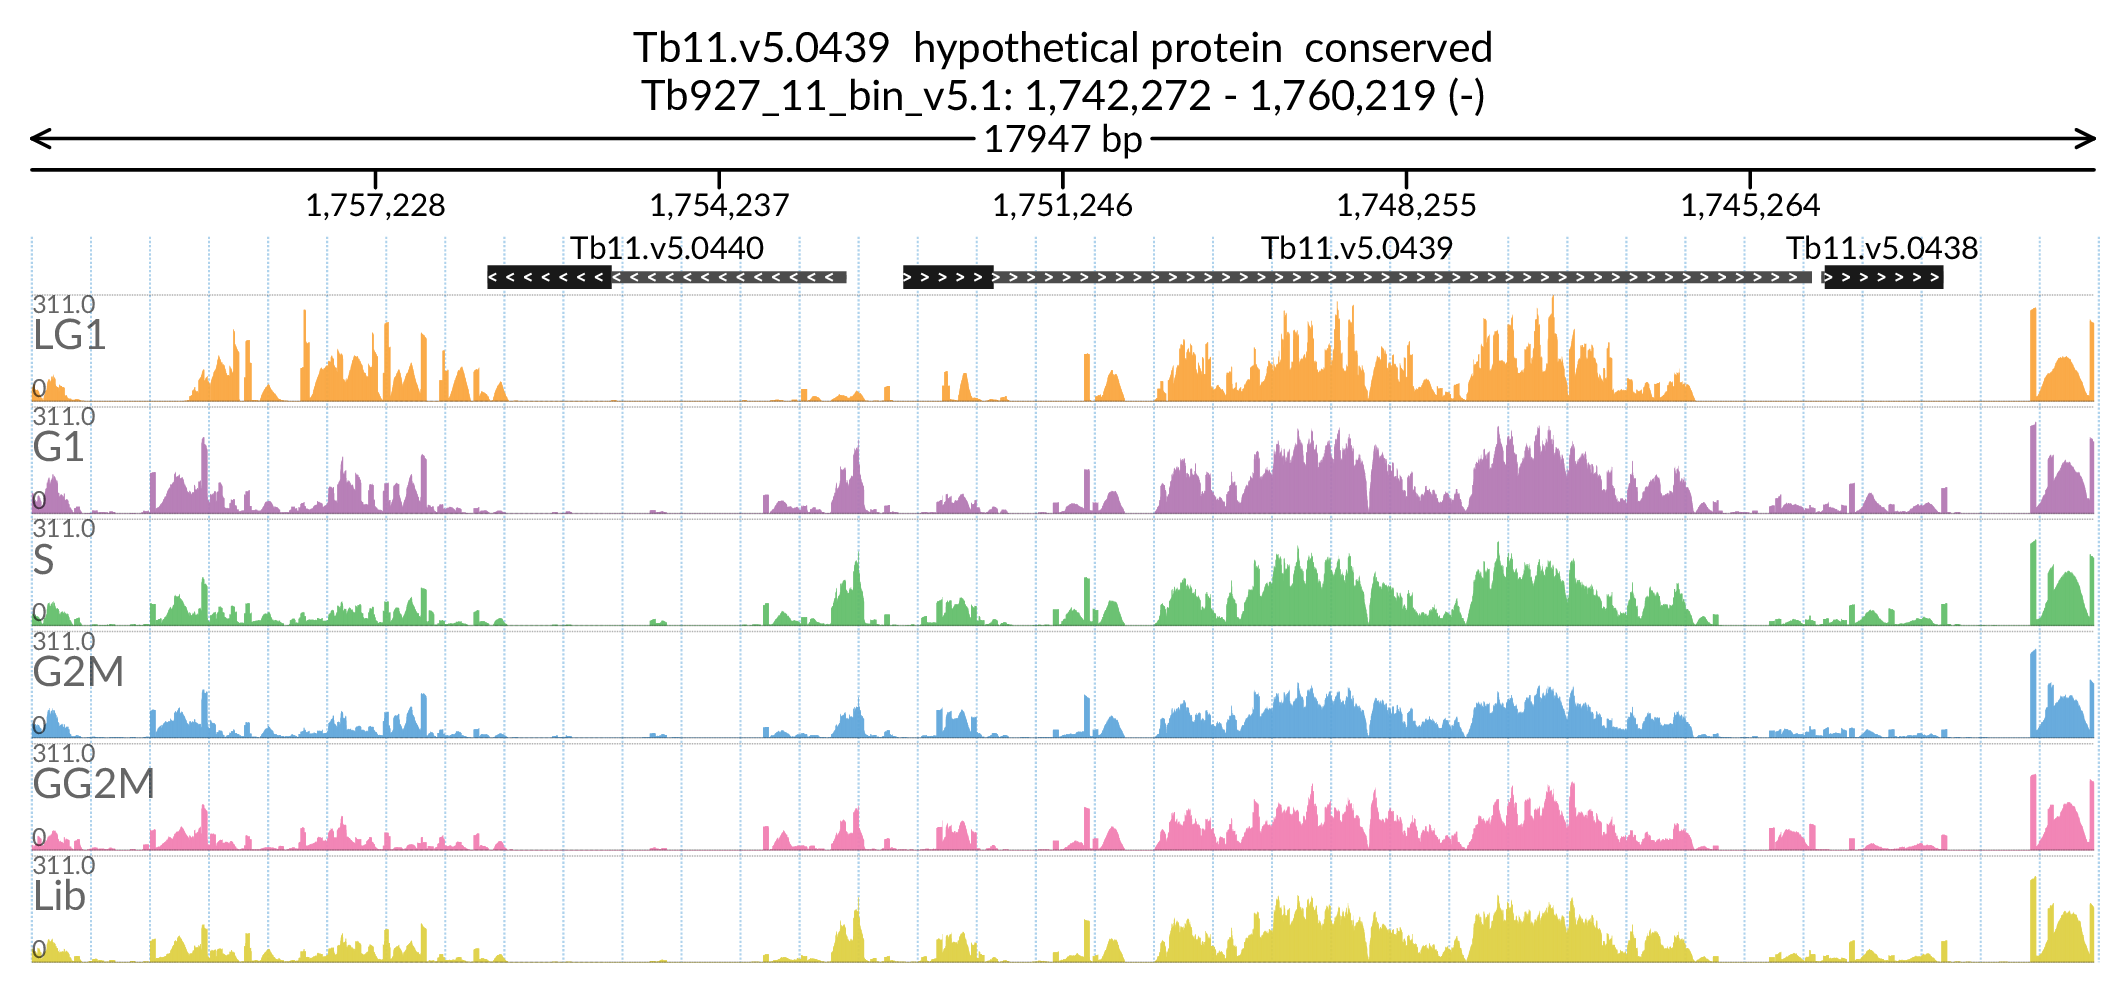 Tb11.v5.0439 hypothetical protein conserved
Tb927_11_bin_v5.1: 1,742,272 - 1,760,219 (-)
17947 bp
1,757,228 1,754,237 1,751,246 1,748,255 1,745,264
Tb11.v5.0440 Tb11.v5.0439 Tb11.v5.0438
311.0
LG1
0
311.0
G1
0
311.0
S
0
311.0
G2M
0
311.0
GG2M
0
311.0
Lib
0